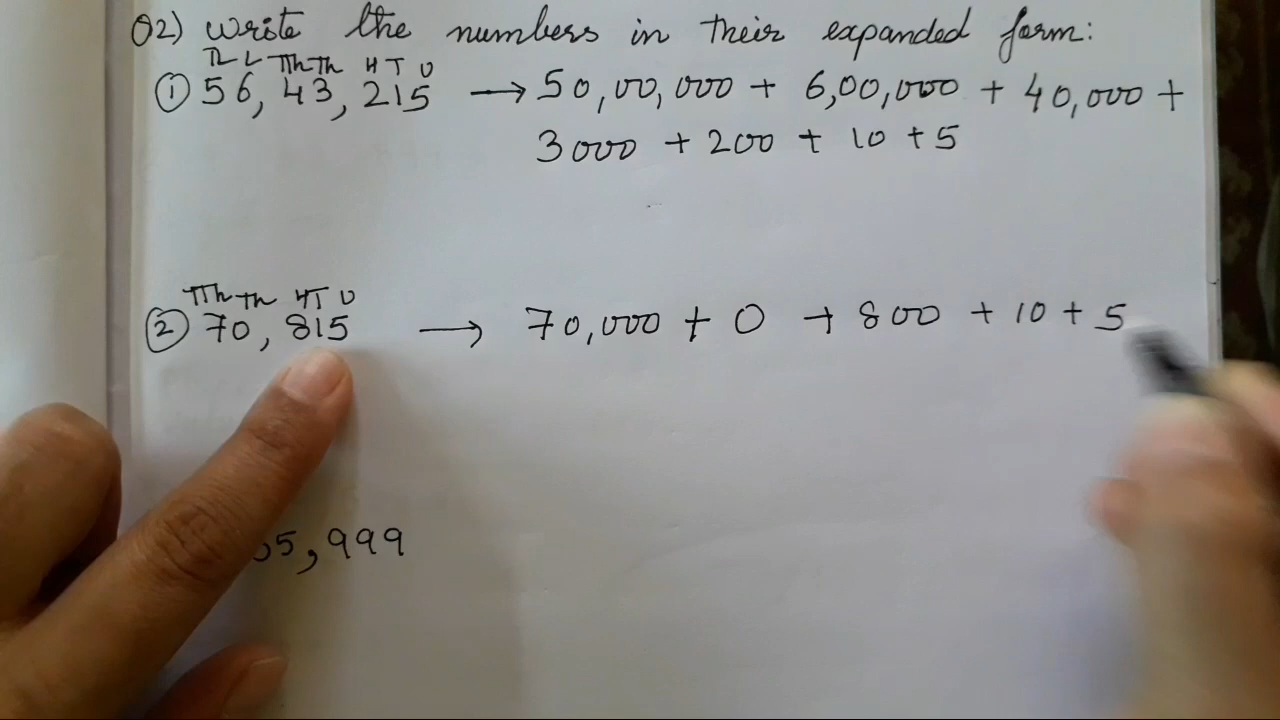 Q2) Write the numbers in their expanded form:
TL L TTh Th H T U
① 56, 43, 215 → 50,00,000 + 6,00,000 + 40,000 +
3000 + 200 + 10 + 5
TTh Th H T U
② 70, 815 → 70,000 + 0 + 800 + 10 + 5
5,999